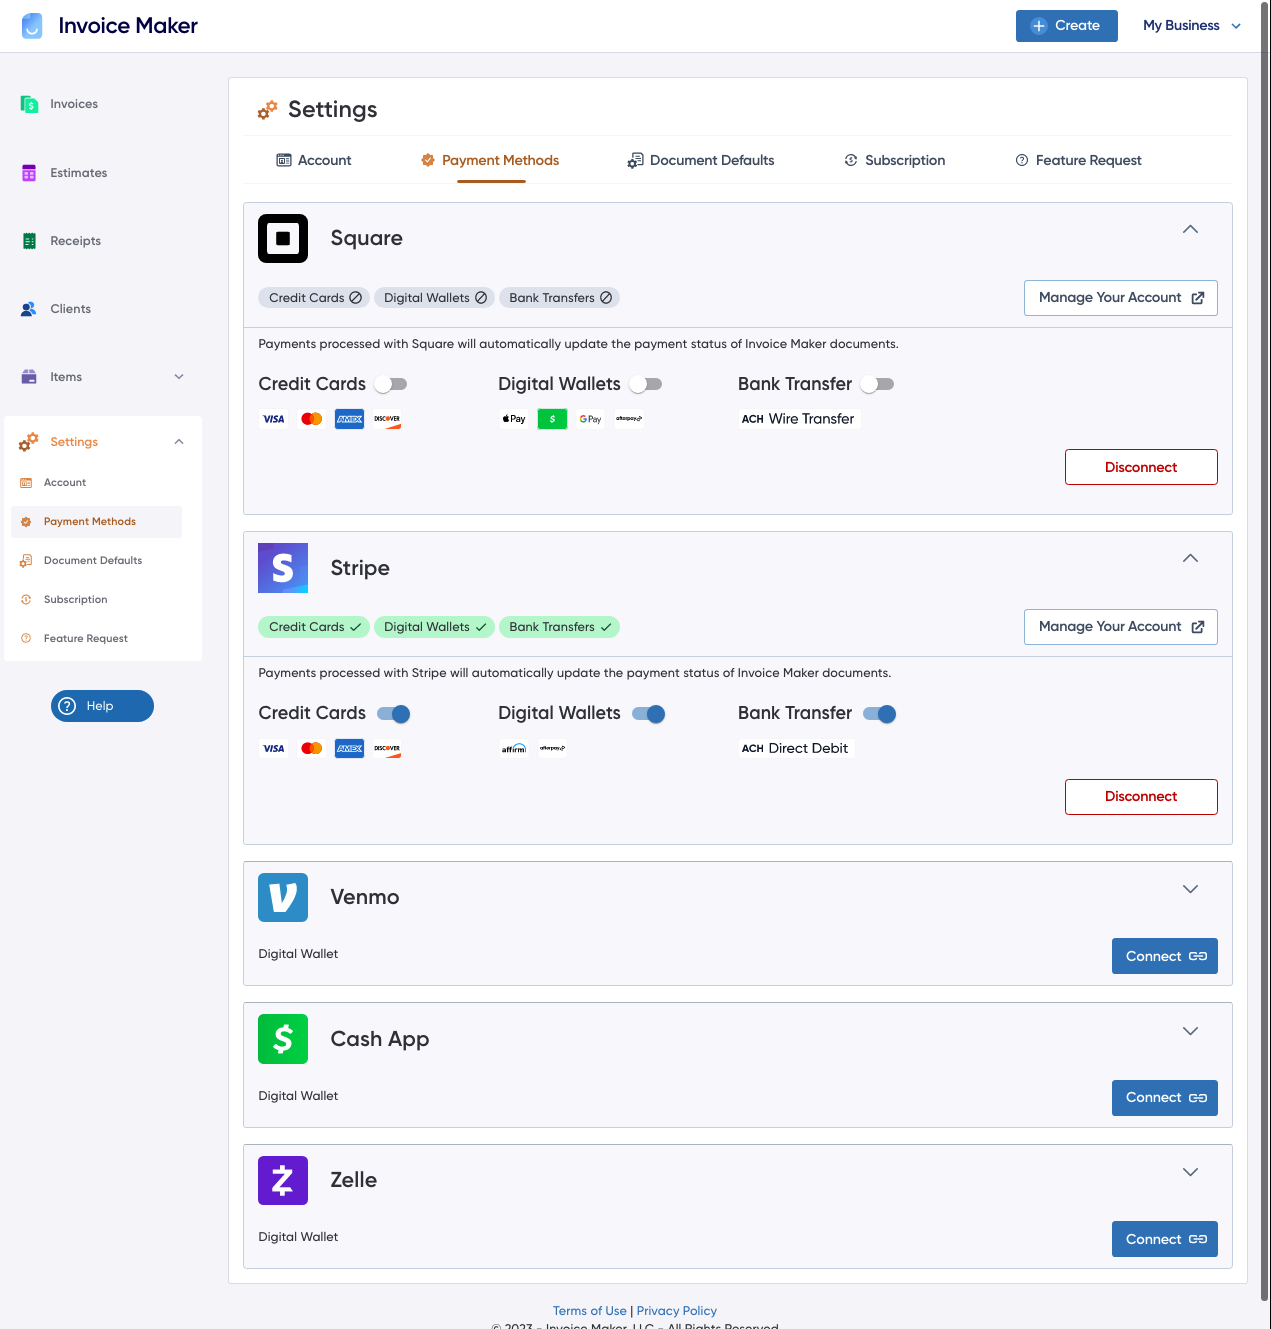 Invoice Maker
Create
My Business
Invoices
Estimates
Receipts
Clients
Items
Settings
Account
Payment Methods
Document Defaults
Subscription
Feature Request
Help
Settings
Account
Payment Methods
Document Defaults
Subscription
Feature Request
Square
Credit Cards
Digital Wallets
Bank Transfers
Manage Your Account
Payments processed with Square will automatically update the payment status of Invoice Maker documents.
Credit Cards
Digital Wallets
Bank Transfer
VISA
AMEX
DISCOVER
Pay
$
G Pay
afterpay
ACH Wire Transfer
Disconnect
S
Stripe
Credit Cards
Digital Wallets
Bank Transfers
Manage Your Account
Payments processed with Stripe will automatically update the payment status of Invoice Maker documents.
Credit Cards
Digital Wallets
Bank Transfer
VISA
AMEX
DISCOVER
affirm
afterpay
ACH Direct Debit
Disconnect
V
Venmo
Digital Wallet
Connect
$
Cash App
Digital Wallet
Connect
Z
Zelle
Digital Wallet
Connect
Terms of Use | Privacy Policy
© 2023 - Invoice Maker, LLC - All Rights Reserved